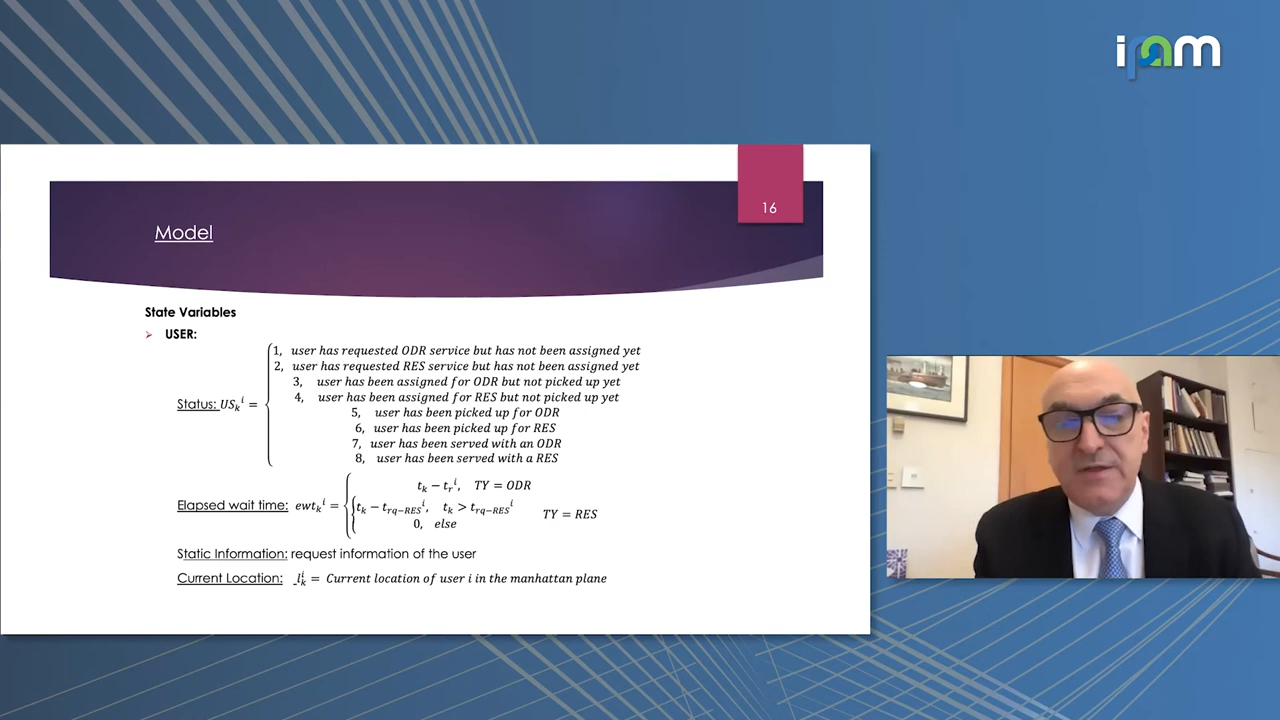 ipam
16
Model
State Variables
USER:
Status: USₖⁱ =
1, user has requested ODR service but has not been assigned yet
2, user has requested RES service but has not been assigned yet
3, user has been assigned for ODR but not picked up yet
4, user has been assigned for RES but not picked up yet
5, user has been picked up for ODR
6, user has been picked up for RES
7, user has been served with an ODR
8, user has been served with a RES
Elapsed wait time: ewtₖⁱ =
tₖ − tᵣⁱ, TY = ODR
tₖ − t_{rq−RES}ⁱ, tₖ > t_{rq−RES}ⁱ
0, else
TY = RES
Static Information: request information of the user
Current Location: lₖⁱ = Current location of user i in the manhattan plane